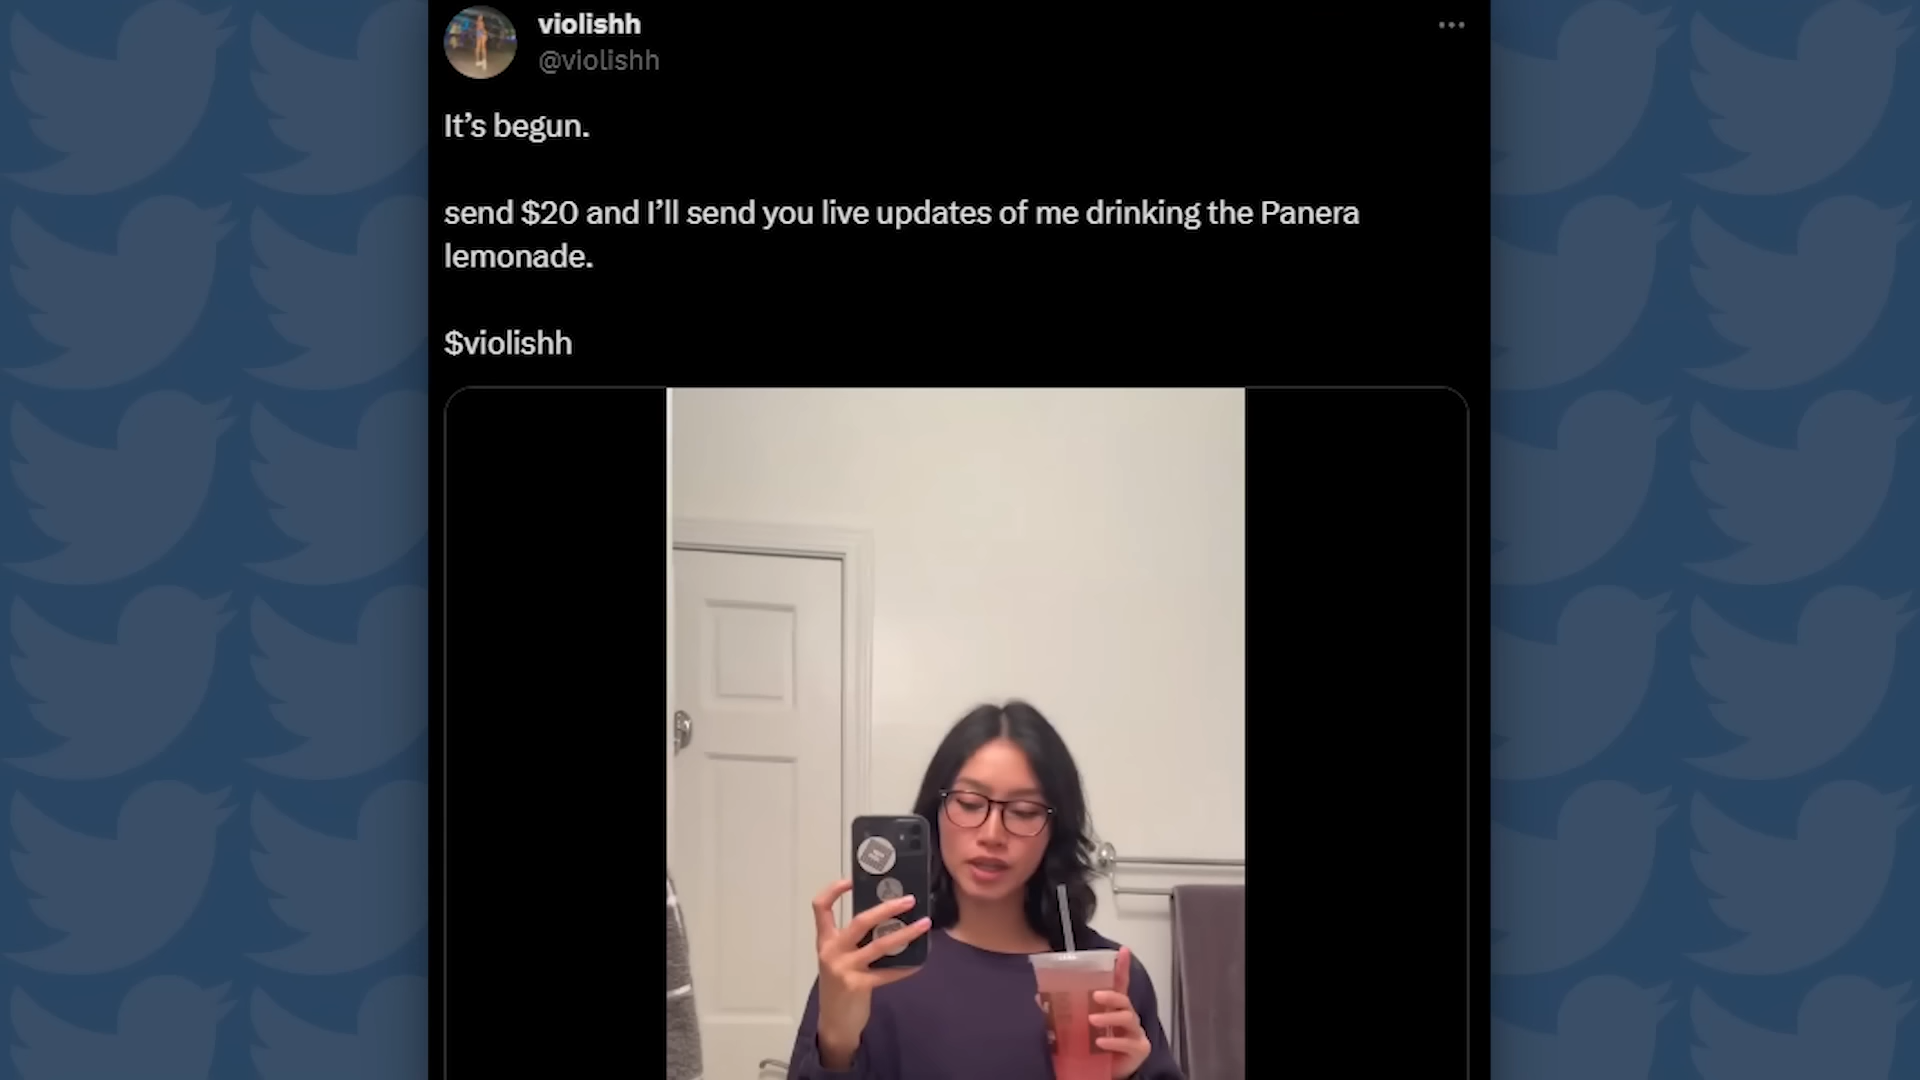 violishh
@violishh
It’s begun.
send $20 and I’ll send you live updates of me drinking the Panera
lemonade.
$violishh